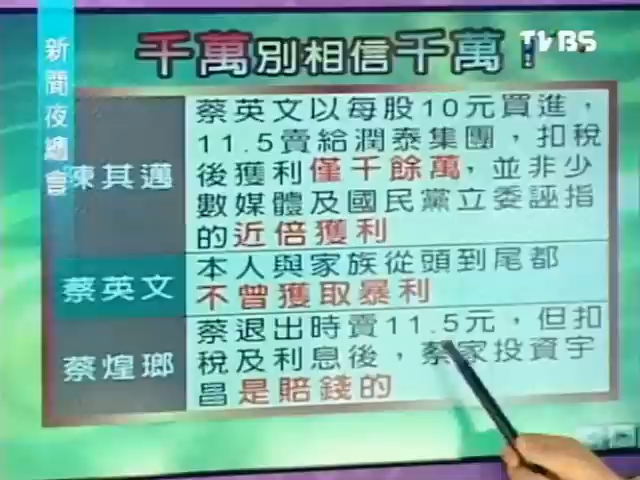 新聞夜總會
TVBS
千萬別相信千萬！
陳其邁
蔡英文以每股10元買進，
11.5賣給潤泰集團，扣稅
後獲利僅千餘萬，並非少
數媒體及國民黨立委誣指
的近倍獲利
蔡英文
本人與家族從頭到尾都
不曾獲取暴利
蔡煌瑯
蔡退出時賣11.5元，但扣
稅及利息後，蔡家投資宇
昌是賠錢的